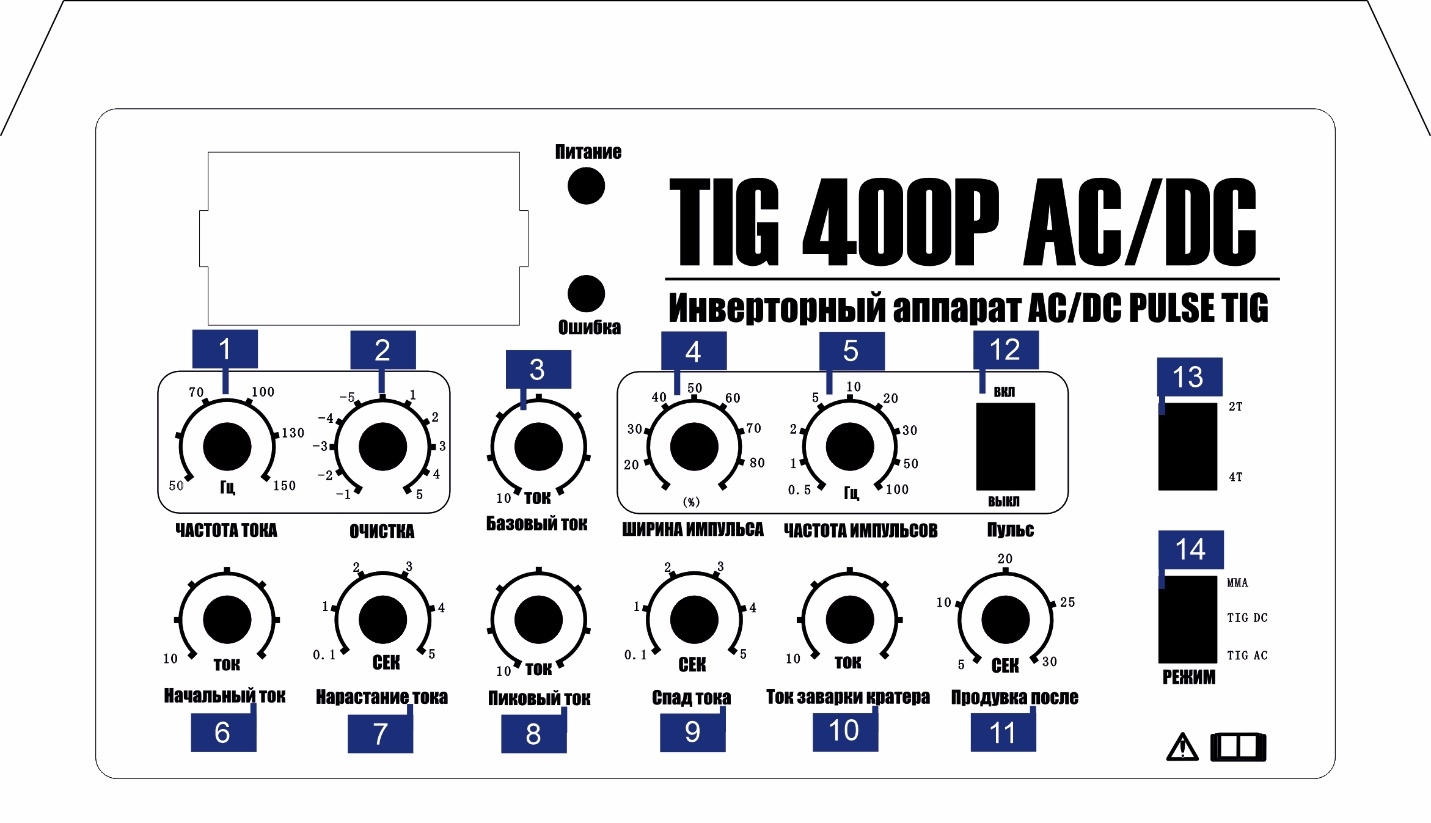 Питание
TIG 400P AC/DC
Ошибка
Инверторный аппарат AC/DC PULSE TIG
1
2
3
4
5
12
13
70 100
130
50 Гц 150
ЧАСТОТА ТОКА
-5 1
-4 2
-3 3
-2 4
-1 5
ОЧИСТКА
10 ТОК
Базовый ток
40 50 60
30 70
20 80
(%)
ШИРИНА ИМПУЛЬСА
5 10 20
2 30
1 50
0.5 Гц 100
ЧАСТОТА ИМПУЛЬСОВ
ВКЛ
ВЫКЛ
Пульс
2T
4T
14
MMA
TIG DC
TIG AC
РЕЖИМ
10 ТОК
Начальный ток
6
2 3
1 4
0.1 СЕК 5
Нарастание тока
7
10 ТОК
Пиковый ток
8
2 3
1 4
0.1 СЕК 5
Спад тока
9
10 ТОК
Ток заварки кратера
10
20
10 25
5 СЕК 30
Продувка после
11